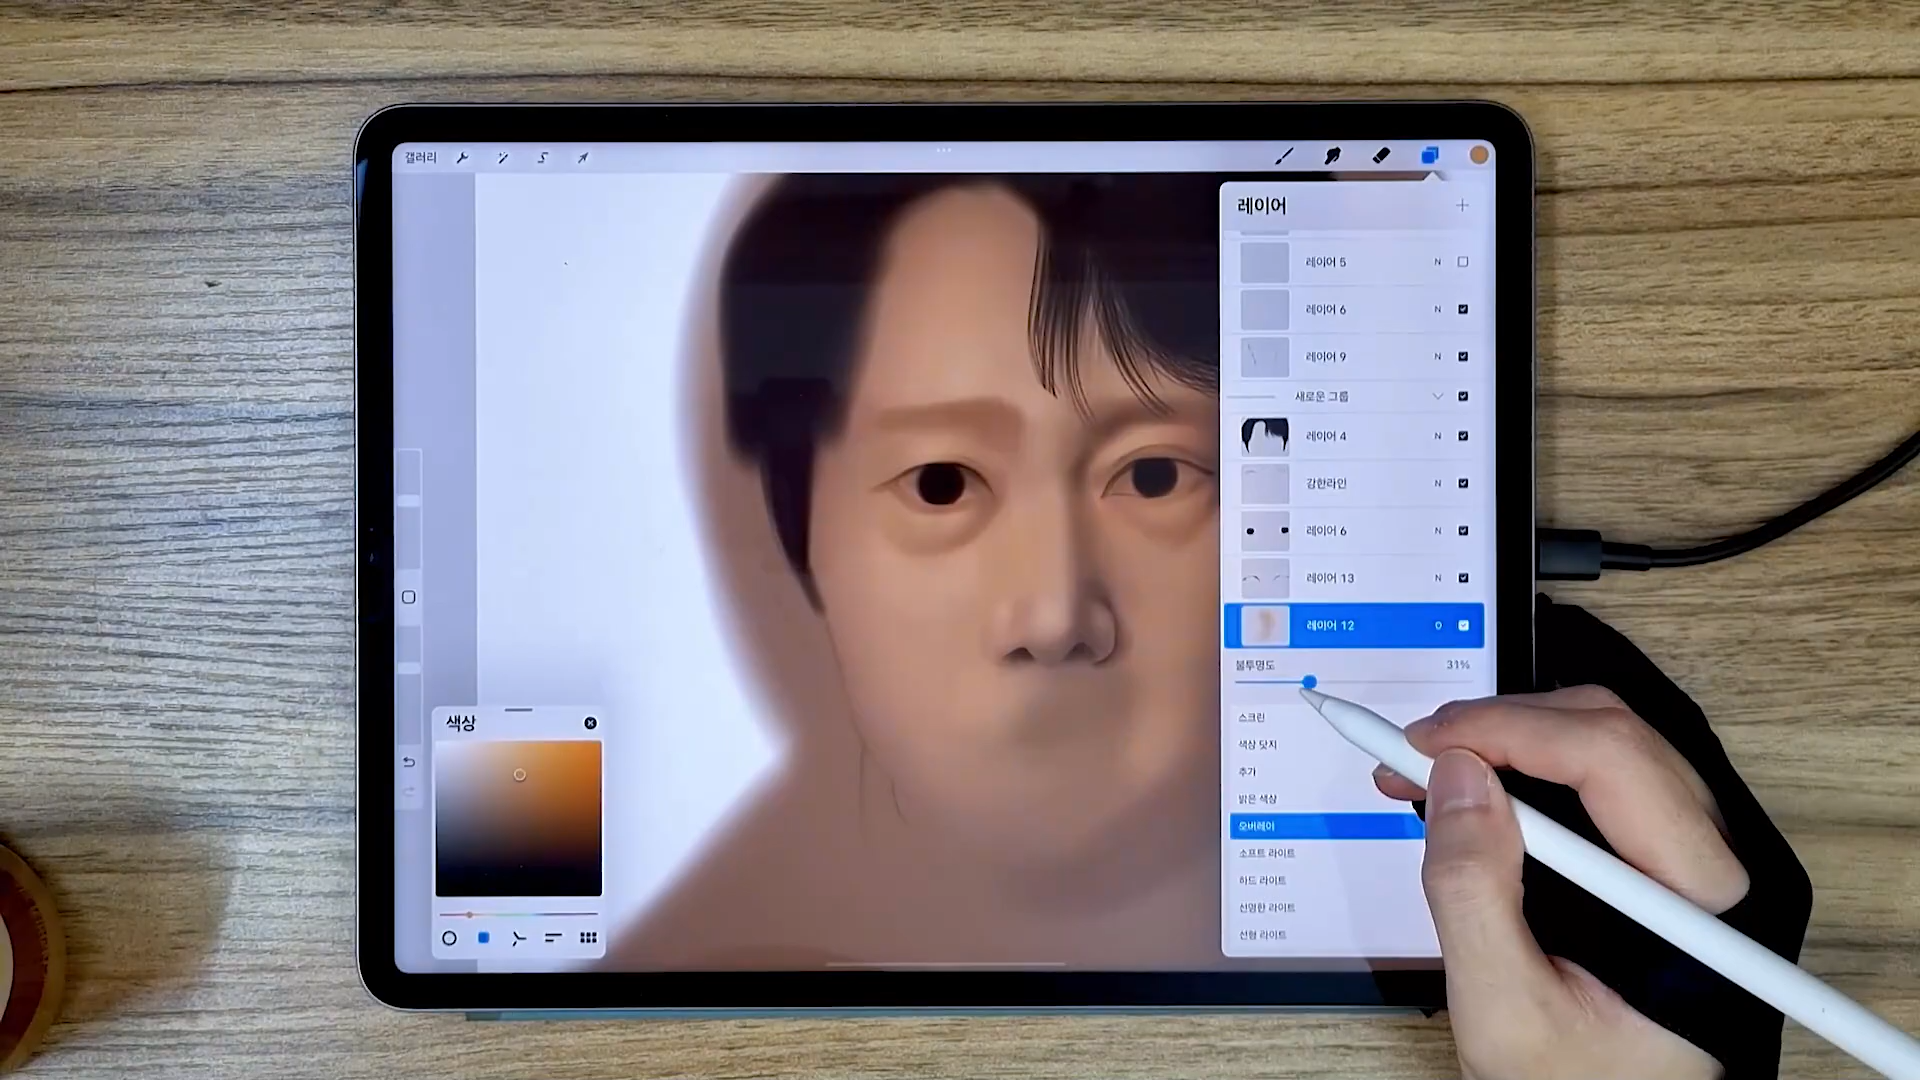 갤러리
레이어
레이어 5 N
레이어 6 N
레이어 9 N
새로운 그룹
레이어 4 N
강한라인 N
레이어 6 N
레이어 13 N
레이어 12 O
불투명도 31%
스크린
색상 닷지
추가
밝은 색상
오버레이
소프트 라이트
하드 라이트
선명한 라이트
선형 라이트
색상